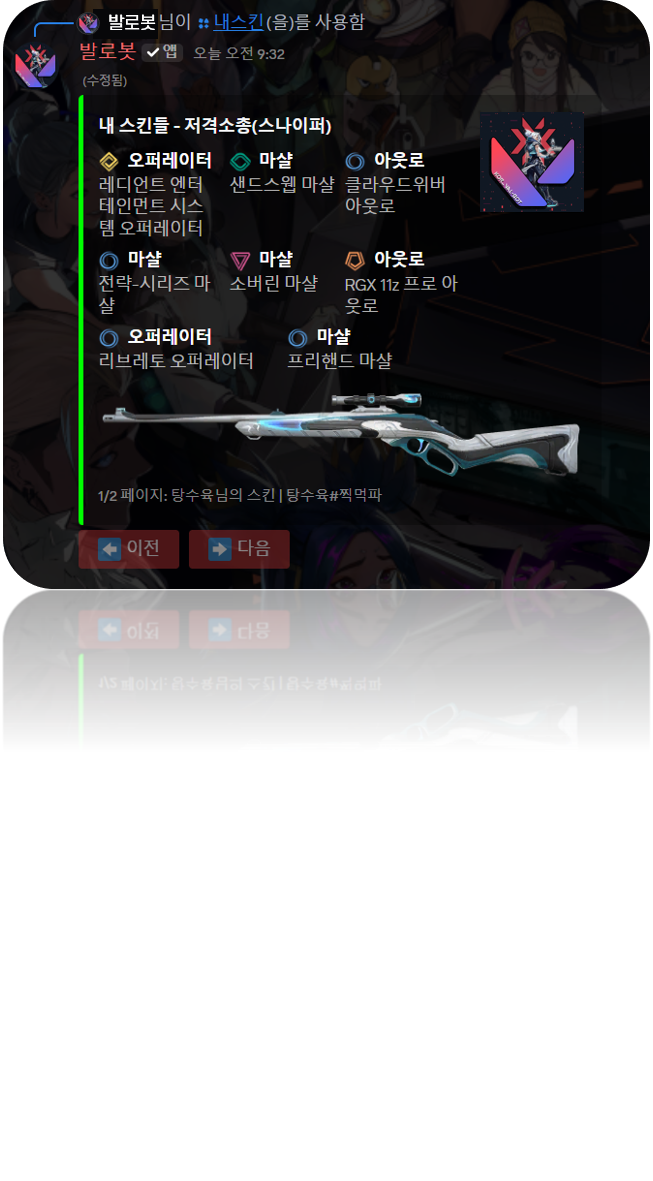 발로봇님이 내스킨(을)를 사용함
발로봇 ✓앱 오늘 오전 9:32
(수정됨)
내 스킨들 - 저격소총(스나이퍼)
오퍼레이터 마샬 아웃로
레디언트 엔터 샌드스웹 마샬 클라우드위버
테인먼트 시스 아웃로
템 오퍼레이터
마샬 마샬 아웃로
전략-시리즈 마 소버린 마샬 RGX 11z 프로 아
샬 웃로
오퍼레이터 마샬
리브레토 오퍼레이터 프리핸드 마샬
1/2 페이지: 탕수육님의 스킨 | 탕수육#찍먹파
이전 다음